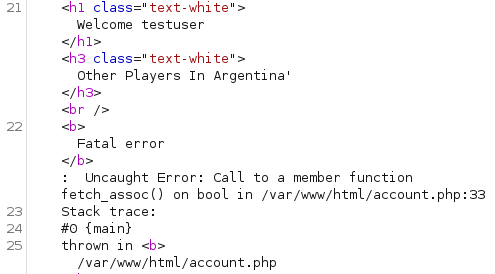 21 <h1 class="text-white">
Welcome testuser
</h1>
<h3 class="text-white">
Other Players In Argentina'
</h3>
<br />
22 <b>
Fatal error
</b>
:  Uncaught Error: Call to a member function
fetch_assoc() on bool in /var/www/html/account.php:33
23 Stack trace:
24 #0 {main}
25 thrown in <b>
/var/www/html/account.php